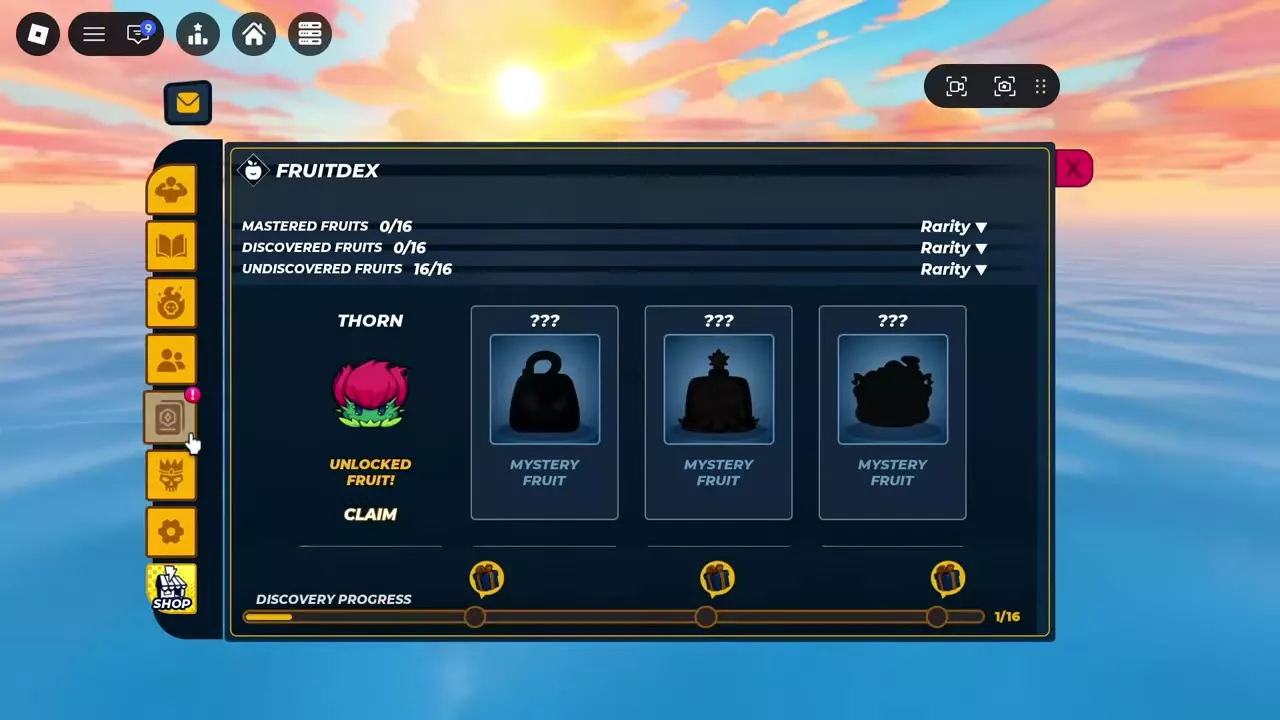 9
FRUITDEX
X
MASTERED FRUITS 0/16
Rarity ▼
DISCOVERED FRUITS 0/16
Rarity ▼
UNDISCOVERED FRUITS 16/16
Rarity ▼
THORN
???
???
???
!
UNLOCKED
FRUIT!
MYSTERY
FRUIT
MYSTERY
FRUIT
MYSTERY
FRUIT
CLAIM
SHOP
DISCOVERY PROGRESS
1/16